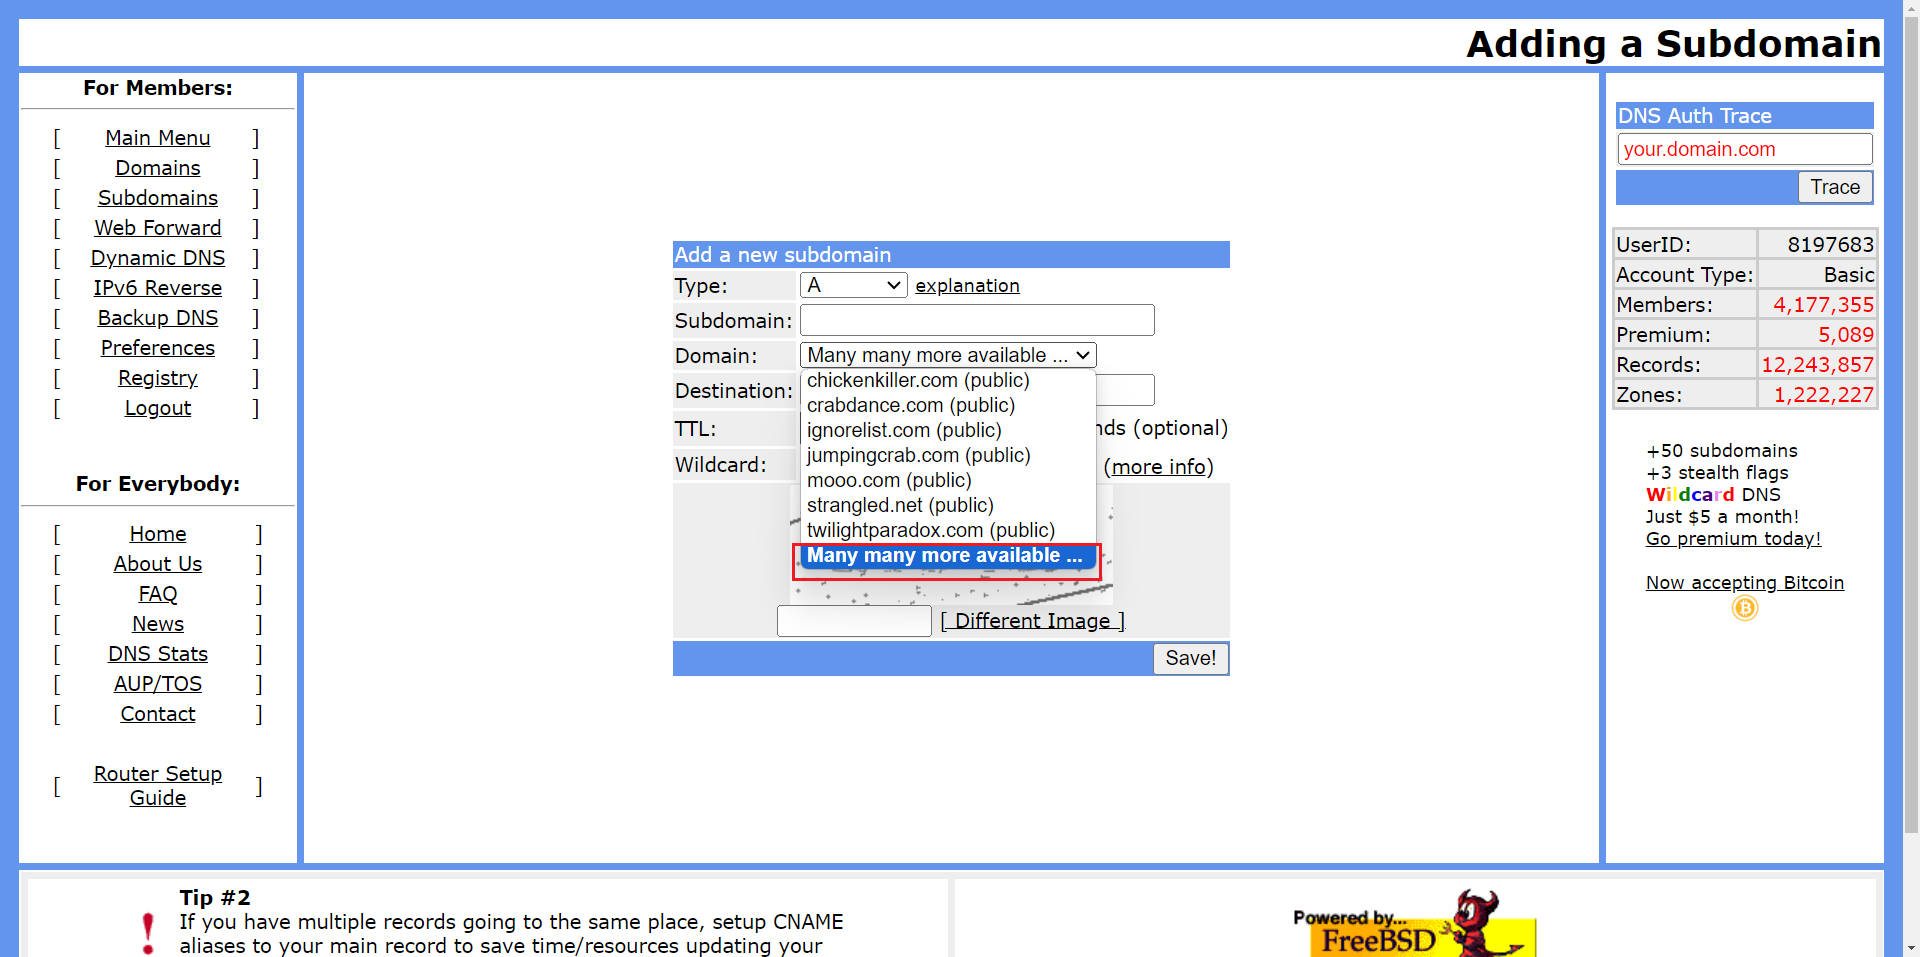 Adding a Subdomain
For Members:
[ Main Menu ]
[ Domains ]
[ Subdomains ]
[ Web Forward ]
[ Dynamic DNS ]
[ IPv6 Reverse ]
[ Backup DNS ]
[ Preferences ]
[ Registry ]
[ Logout ]
For Everybody:
[ Home ]
[ About Us ]
[ FAQ ]
[ News ]
[ DNS Stats ]
[ AUP/TOS ]
[ Contact ]
[ Router Setup
Guide ]
Add a new subdomain
Type: A explanation
Subdomain:
Domain: Many many more available ...
chickenkiller.com (public)
crabdance.com (public)
ignorelist.com (public)
jumpingcrab.com (public)
mooo.com (public)
strangled.net (public)
twilightparadox.com (public)
Many many more available ...
Destination:
TTL: nds (optional)
Wildcard: (more info)
[ Different Image ]
Save!
DNS Auth Trace
your.domain.com
Trace
UserID: 8197683
Account Type: Basic
Members: 4,177,355
Premium: 5,089
Records: 12,243,857
Zones: 1,222,227
+50 subdomains
+3 stealth flags
Wildcard DNS
Just $5 a month!
Go premium today!
Now accepting Bitcoin
Tip #2
If you have multiple records going to the same place, setup CNAME
aliases to your main record to save time/resources updating your
Powered by...
FreeBSD